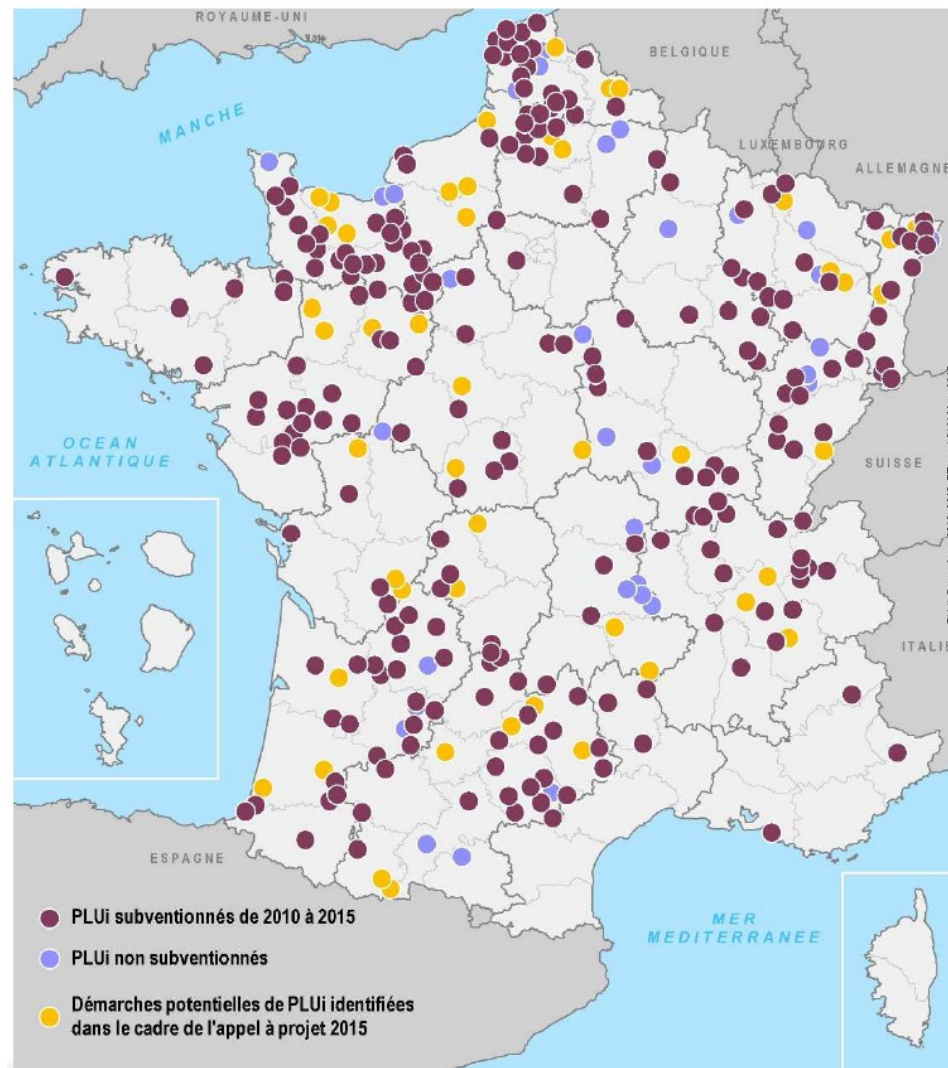 ROYAUME-UNI
BELGIQUE
MANCHE
LUXEMBOURG
ALLEMAGNE
OCEAN
ATLANTIQUE
SUISSE
ITALIE
ESPAGNE
MER
MEDITERRANEE
PLUi subventionnés de 2010 à 2015
PLUi non subventionnés
Démarches potentielles de PLUi identifiées
dans le cadre de l'appel à projet 2015